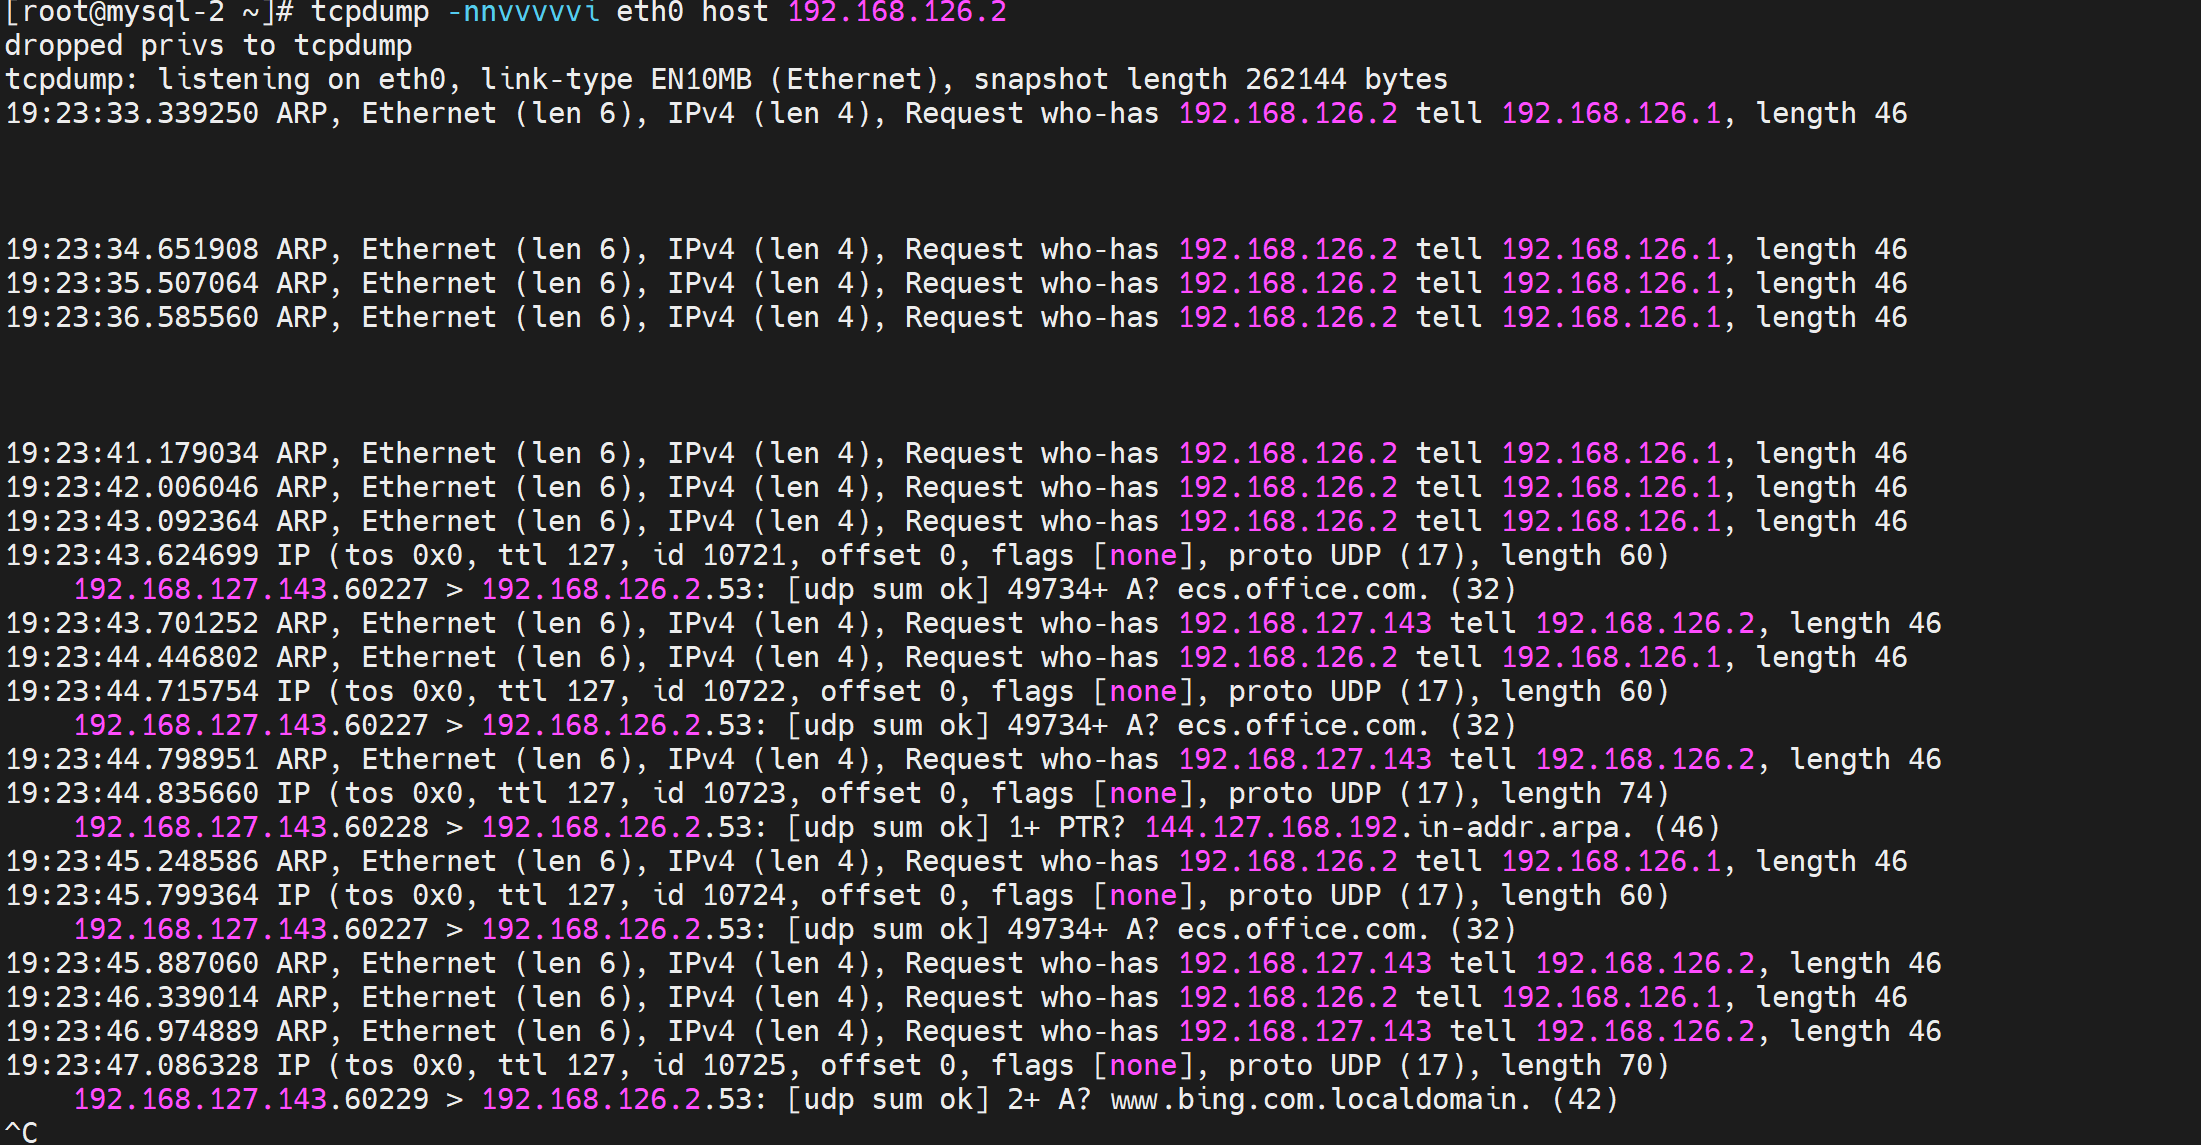 [root@mysql-2 ~]# tcpdump -nnvvvvvi eth0 host 192.168.126.2
dropped privs to tcpdump
tcpdump: listening on eth0, link-type EN10MB (Ethernet), snapshot length 262144 bytes
19:23:33.339250 ARP, Ethernet (len 6), IPv4 (len 4), Request who-has 192.168.126.2 tell 192.168.126.1, length 46
19:23:34.651908 ARP, Ethernet (len 6), IPv4 (len 4), Request who-has 192.168.126.2 tell 192.168.126.1, length 46
19:23:35.507064 ARP, Ethernet (len 6), IPv4 (len 4), Request who-has 192.168.126.2 tell 192.168.126.1, length 46
19:23:36.585560 ARP, Ethernet (len 6), IPv4 (len 4), Request who-has 192.168.126.2 tell 192.168.126.1, length 46
19:23:41.179034 ARP, Ethernet (len 6), IPv4 (len 4), Request who-has 192.168.126.2 tell 192.168.126.1, length 46
19:23:42.006046 ARP, Ethernet (len 6), IPv4 (len 4), Request who-has 192.168.126.2 tell 192.168.126.1, length 46
19:23:43.092364 ARP, Ethernet (len 6), IPv4 (len 4), Request who-has 192.168.126.2 tell 192.168.126.1, length 46
19:23:43.624699 IP (tos 0x0, ttl 127, id 10721, offset 0, flags [none], proto UDP (17), length 60)
    192.168.127.143.60227 > 192.168.126.2.53: [udp sum ok] 49734+ A? ecs.office.com. (32)
19:23:43.701252 ARP, Ethernet (len 6), IPv4 (len 4), Request who-has 192.168.127.143 tell 192.168.126.2, length 46
19:23:44.446802 ARP, Ethernet (len 6), IPv4 (len 4), Request who-has 192.168.126.2 tell 192.168.126.1, length 46
19:23:44.715754 IP (tos 0x0, ttl 127, id 10722, offset 0, flags [none], proto UDP (17), length 60)
    192.168.127.143.60227 > 192.168.126.2.53: [udp sum ok] 49734+ A? ecs.office.com. (32)
19:23:44.798951 ARP, Ethernet (len 6), IPv4 (len 4), Request who-has 192.168.127.143 tell 192.168.126.2, length 46
19:23:44.835660 IP (tos 0x0, ttl 127, id 10723, offset 0, flags [none], proto UDP (17), length 74)
    192.168.127.143.60228 > 192.168.126.2.53: [udp sum ok] 1+ PTR? 144.127.168.192.in-addr.arpa. (46)
19:23:45.248586 ARP, Ethernet (len 6), IPv4 (len 4), Request who-has 192.168.126.2 tell 192.168.126.1, length 46
19:23:45.799364 IP (tos 0x0, ttl 127, id 10724, offset 0, flags [none], proto UDP (17), length 60)
    192.168.127.143.60227 > 192.168.126.2.53: [udp sum ok] 49734+ A? ecs.office.com. (32)
19:23:45.887060 ARP, Ethernet (len 6), IPv4 (len 4), Request who-has 192.168.127.143 tell 192.168.126.2, length 46
19:23:46.339014 ARP, Ethernet (len 6), IPv4 (len 4), Request who-has 192.168.126.2 tell 192.168.126.1, length 46
19:23:46.974889 ARP, Ethernet (len 6), IPv4 (len 4), Request who-has 192.168.127.143 tell 192.168.126.2, length 46
19:23:47.086328 IP (tos 0x0, ttl 127, id 10725, offset 0, flags [none], proto UDP (17), length 70)
    192.168.127.143.60229 > 192.168.126.2.53: [udp sum ok] 2+ A? www.bing.com.localdomain. (42)
^C